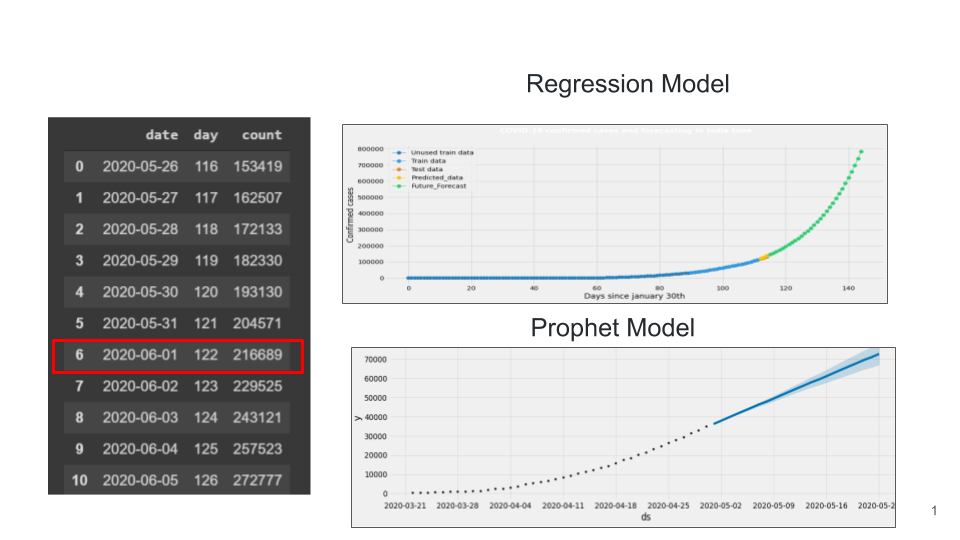 Regression Model
date day count
0 2020-05-26 116 153419
1 2020-05-27 117 162507
2 2020-05-28 118 172133
3 2020-05-29 119 182330
4 2020-05-30 120 193130
5 2020-05-31 121 204571
6 2020-06-01 122 216689
7 2020-06-02 123 229525
8 2020-06-03 124 243121
9 2020-06-04 125 257523
10 2020-06-05 126 272777
COVID-19 confirmed cases and forecasting in India time
Confirmed cases
800000
700000
600000
500000
400000
300000
200000
100000
0
Unused train data
Train data
Test data
Predicted_data
Future_Forecast
0 20 40 60 80 100 120 140
Days since january 30th
Prophet Model
y
70000
60000
50000
40000
30000
20000
10000
0
2020-03-21 2020-03-28 2020-04-04 2020-04-11 2020-04-18 2020-04-25 2020-05-02 2020-05-09 2020-05-16 2020-05-2
ds
1